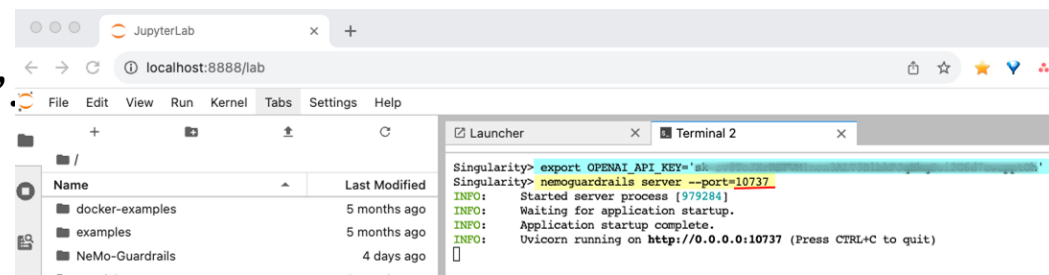 JupyterLab
localhost:8888/lab
File Edit View Run Kernel Tabs Settings Help
/
Name Last Modified
docker-examples 5 months ago
examples 5 months ago
NeMo-Guardrails 4 days ago
Launcher Terminal 2
Singularity> export OPENAI_API_KEY='
Singularity> nemoguardrails server --port=10737
INFO: Started server process [979284]
INFO: Waiting for application startup.
INFO: Application startup complete.
INFO: Uvicorn running on http://0.0.0.0:10737 (Press CTRL+C to quit)